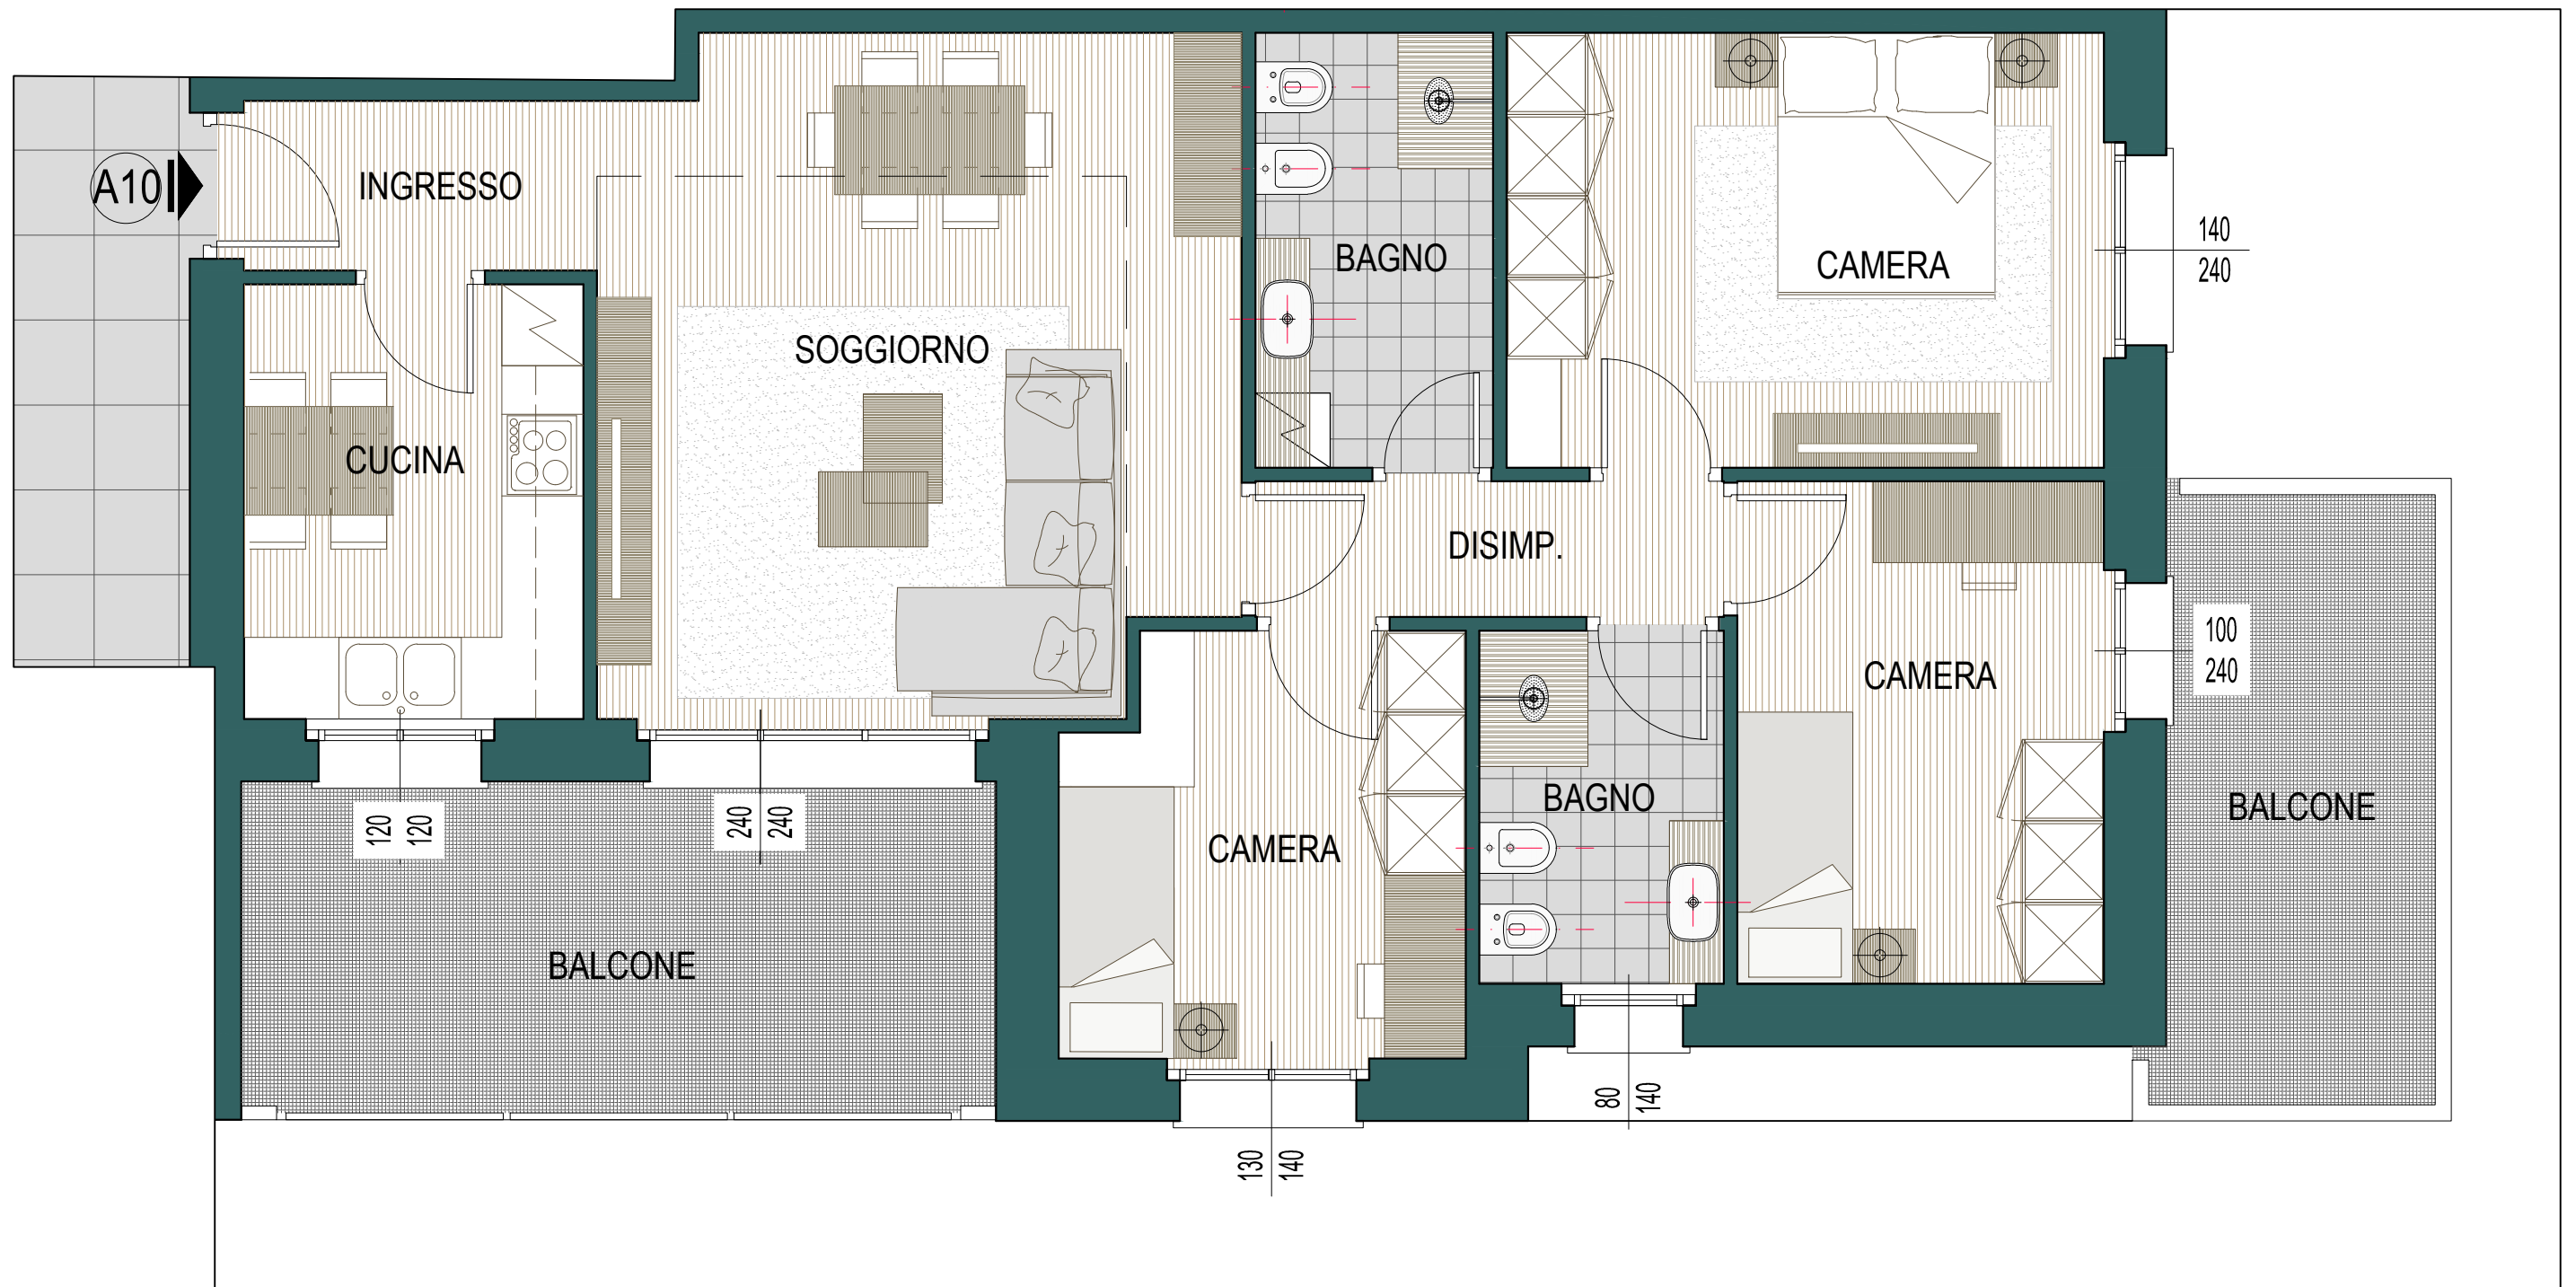 A10
INGRESSO
SOGGIORNO
CUCINA
BAGNO
CAMERA
140
240
DISIMP.
CAMERA
100
240
BALCONE
BAGNO
CAMERA
120
120
240
240
BALCONE
80
140
130
140